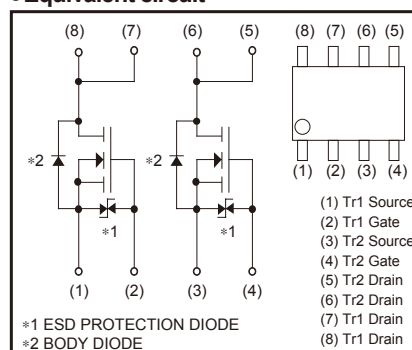 (8) (7) (6) (5)
(8) (7) (6) (5)
∗2
∗2
∗1
∗1
(1) (2) (3) (4)
(1) (2) (3) (4)
(1) Tr1 Source
(2) Tr1 Gate
(3) Tr2 Source
(4) Tr2 Gate
(5) Tr2 Drain
(6) Tr2 Drain
(7) Tr1 Drain
(8) Tr1 Drain
∗1 ESD PROTECTION DIODE
∗2 BODY DIODE